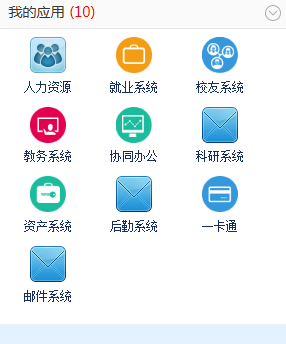 我的应用 (10)
人力资源 就业系统 校友系统
教务系统 协同办公 科研系统
资产系统 后勤系统 一卡通
邮件系统